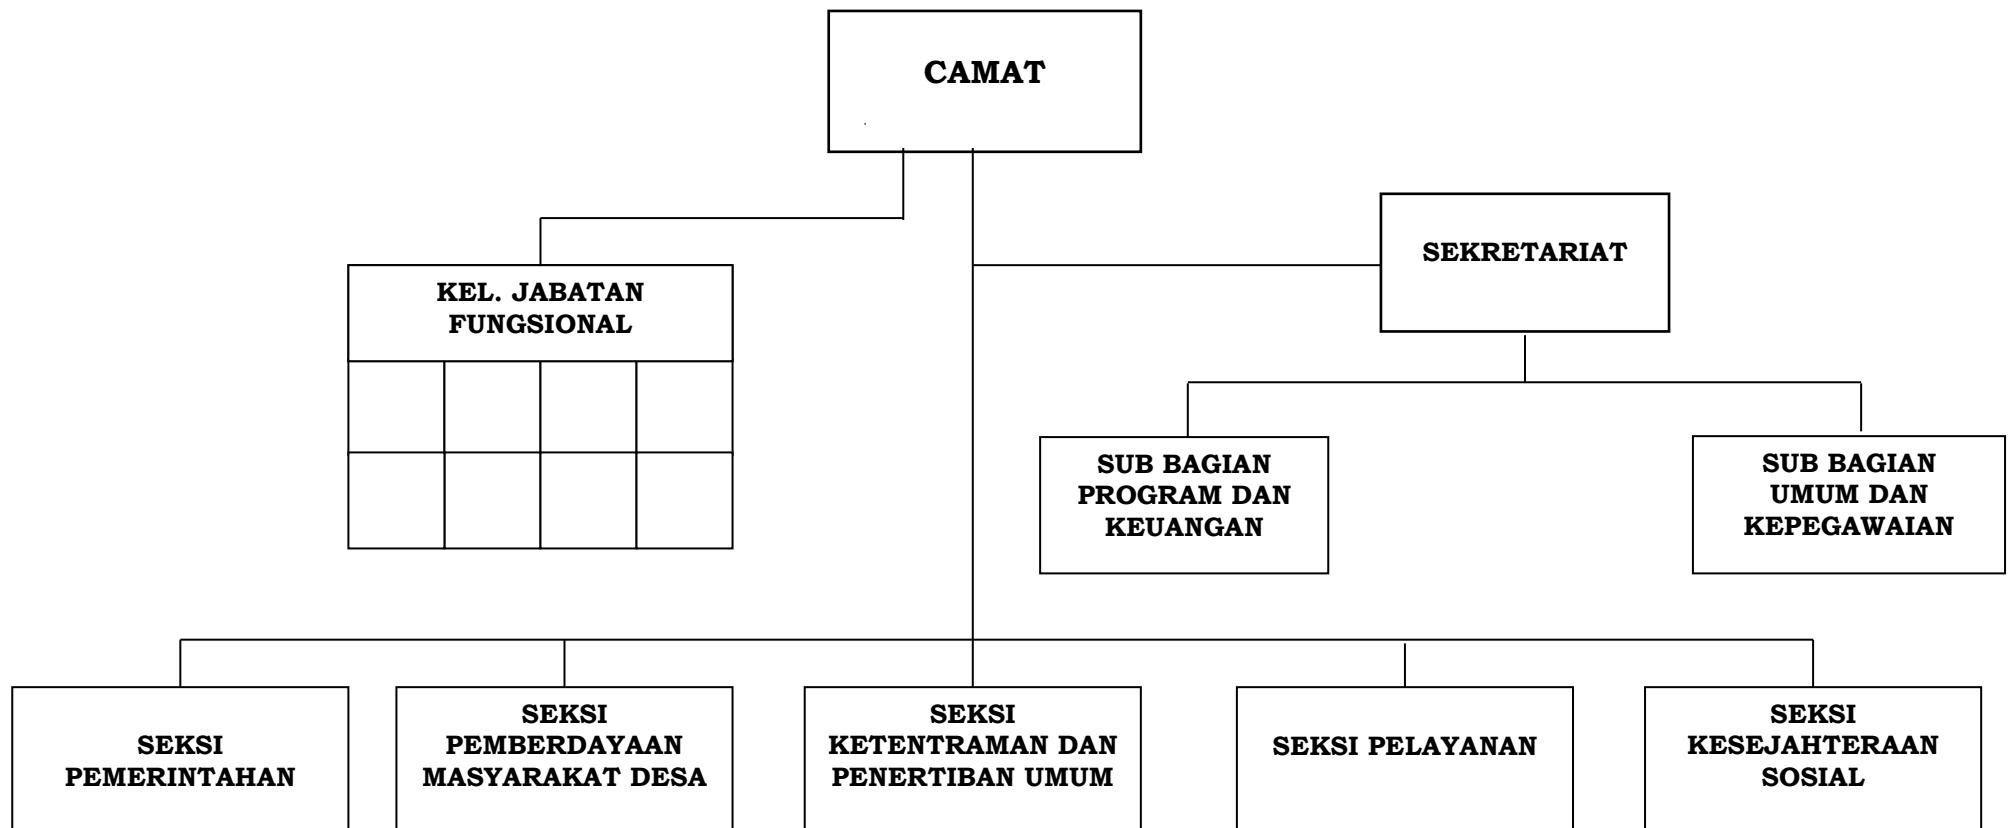 CAMAT
SEKRETARIAT
KEL. JABATAN
FUNGSIONAL
SUB BAGIAN
PROGRAM DAN
KEUANGAN
SUB BAGIAN
UMUM DAN
KEPEGAWAIAN
SEKSI
PEMERINTAHAN
SEKSI
PEMBERDAYAAN
MASYARAKAT DESA
SEKSI
KETENTRAMAN DAN
PENERTIBAN UMUM
SEKSI PELAYANAN
SEKSI
KESEJAHTERAAN
SOSIAL